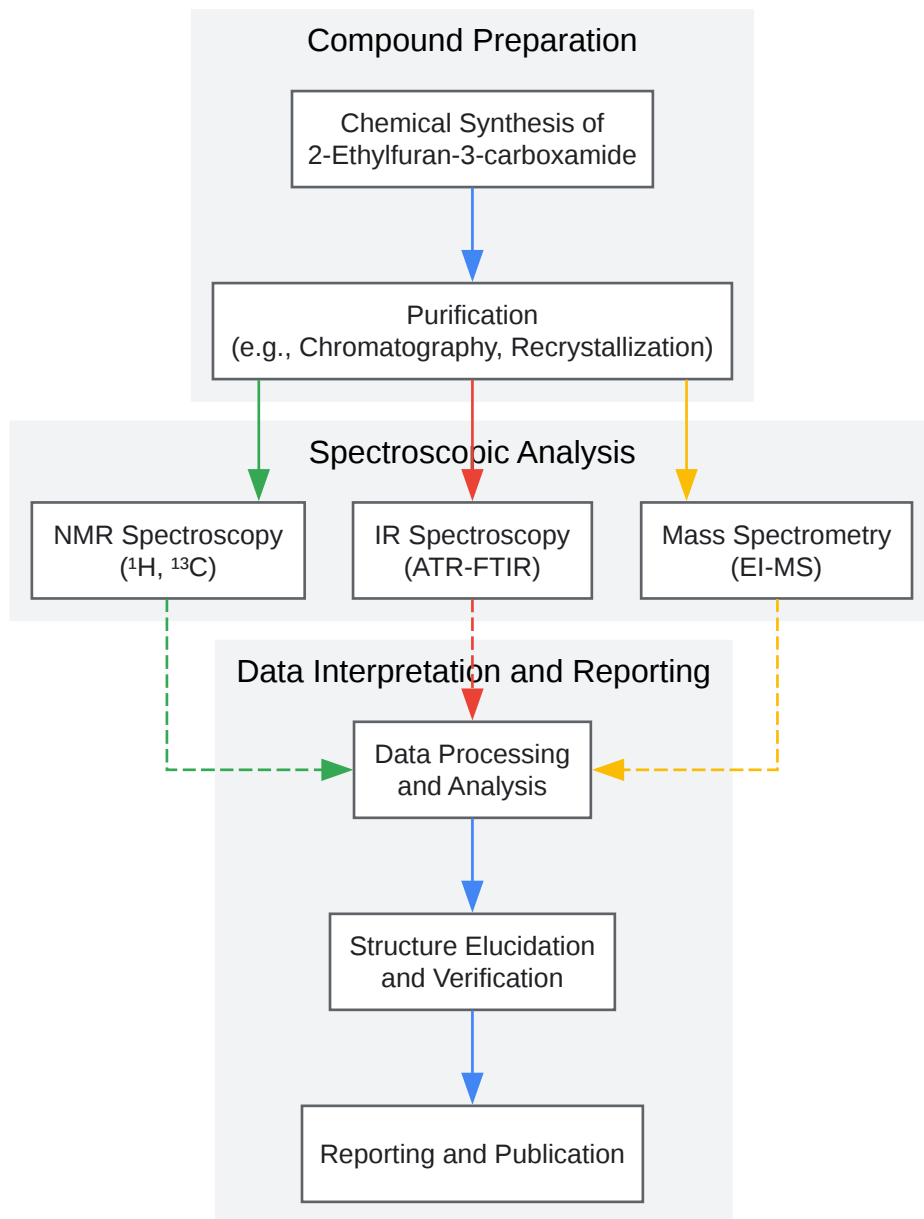 Compound Preparation
Chemical Synthesis of
2-Ethylfuran-3-carboxamide
Purification
(e.g., Chromatography, Recrystallization)
Spectroscopic Analysis
NMR Spectroscopy
(¹H, ¹³C)
IR Spectroscopy
(ATR-FTIR)
Mass Spectrometry
(EI-MS)
Data Interpretation and Reporting
Data Processing
and Analysis
Structure Elucidation
and Verification
Reporting and Publication